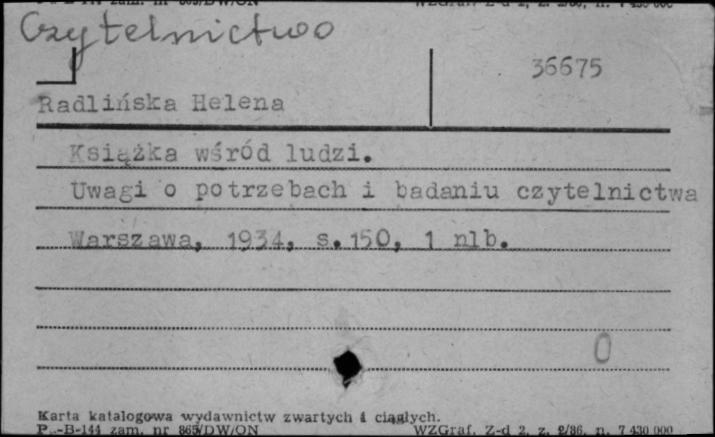 Czytelnictwo
36675
Radlińska Helena
Książka wśród ludzi.
Uwagi o potrzebach i badaniu czytelnictwa
Warszawa, 1934, s.150, 1 nlb.
0
Karta katalogowa wydawnictw zwartych i ciągłych.
zam. nr 865/DW/ON WZGraf. Z-d 2, z. 2/86, n. 7 430 000